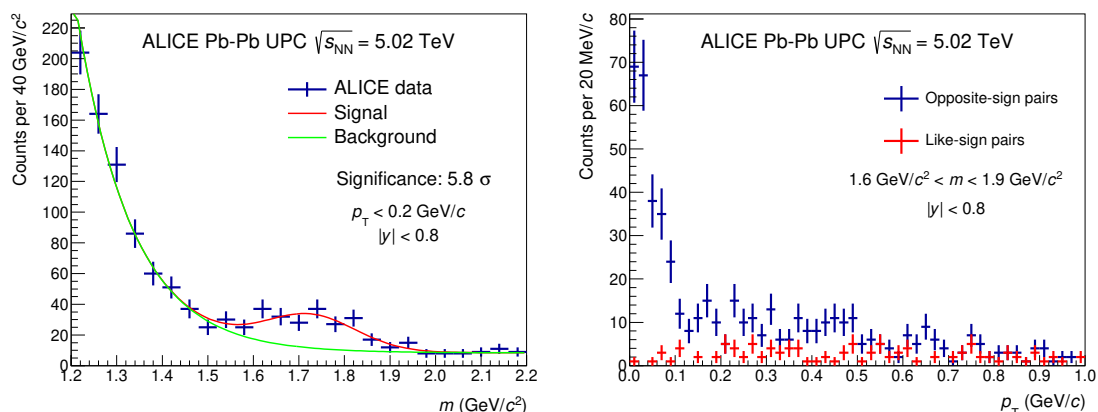 Counts per 40 GeV/c²
220
200
180
160
140
120
100
80
60
40
20
0
ALICE Pb-Pb UPC √sNN = 5.02 TeV
ALICE data
Signal
Background
Significance: 5.8 σ
pT < 0.2 GeV/c
|y| < 0.8
1.2 1.3 1.4 1.5 1.6 1.7 1.8 1.9 2.0 2.1 2.2
m (GeV/c²)
Counts per 20 MeV/c
80
70
60
50
40
30
20
10
0
ALICE Pb-Pb UPC √sNN = 5.02 TeV
Opposite-sign pairs
Like-sign pairs
1.6 GeV/c² < m < 1.9 GeV/c²
|y| < 0.8
0.0 0.1 0.2 0.3 0.4 0.5 0.6 0.7 0.8 0.9 1.0
pT (GeV/c)